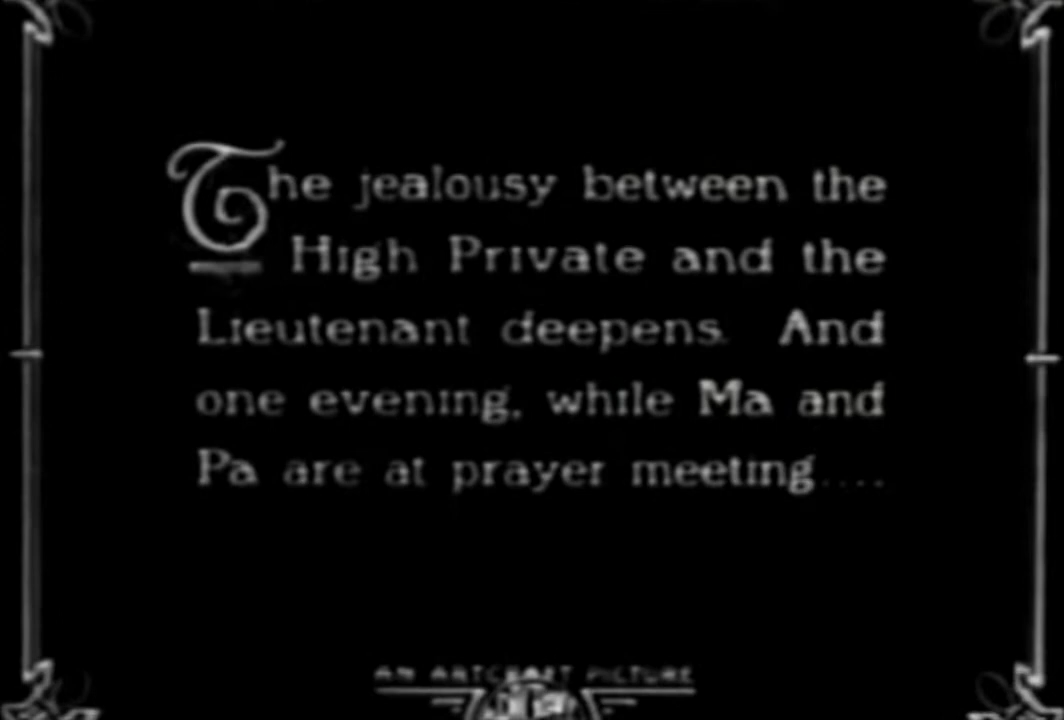 The jealousy between the
High Private and the
Lieutenant deepens. And
one evening, while Ma and
Pa are at prayer meeting....
AN ARTCRAFT PICTURE